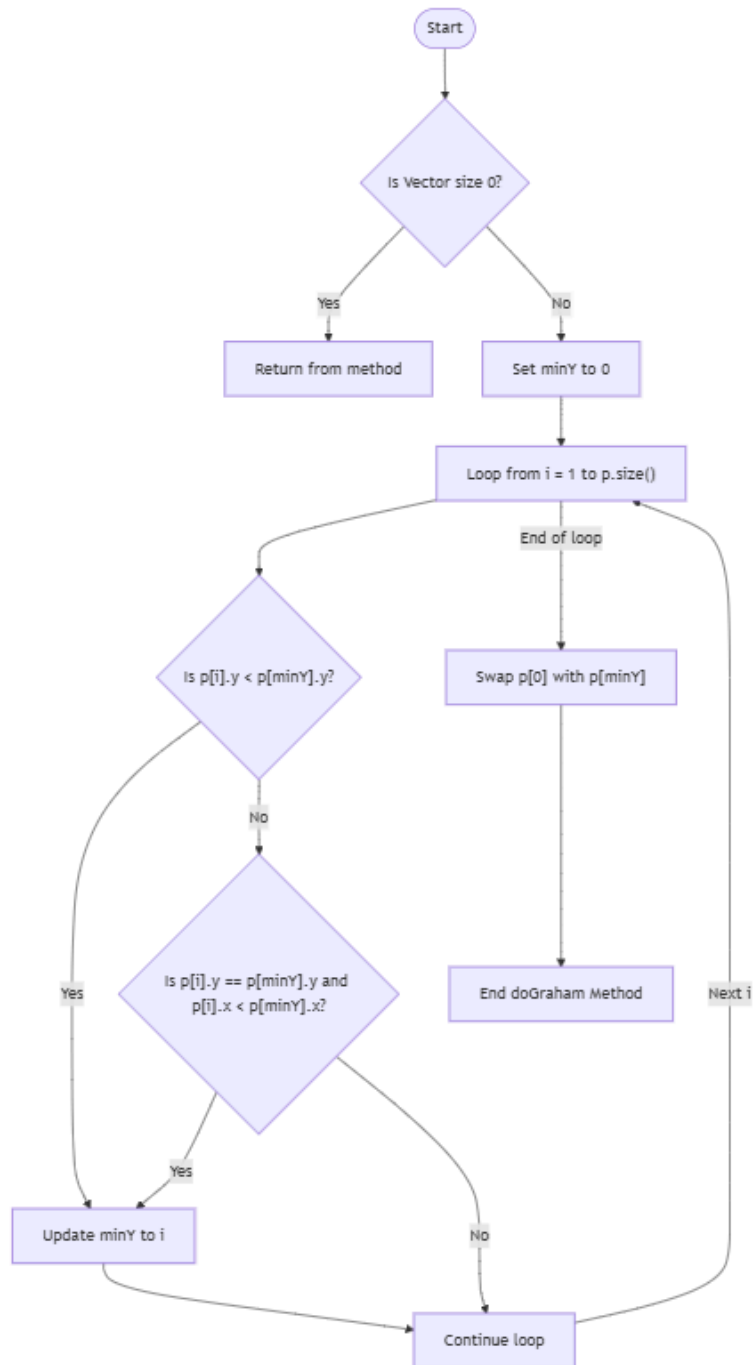 Start
Is Vector size 0?
Yes
No
Return from method
Set minY to 0
Loop from i = 1 to p.size()
End of loop
Is p[i].y < p[minY].y?
Swap p[0] with p[minY]
No
Is p[i].y == p[minY].y and
p[i].x < p[minY].x?
Yes
End doGraham Method
Next i
Yes
Update minY to i
No
Continue loop